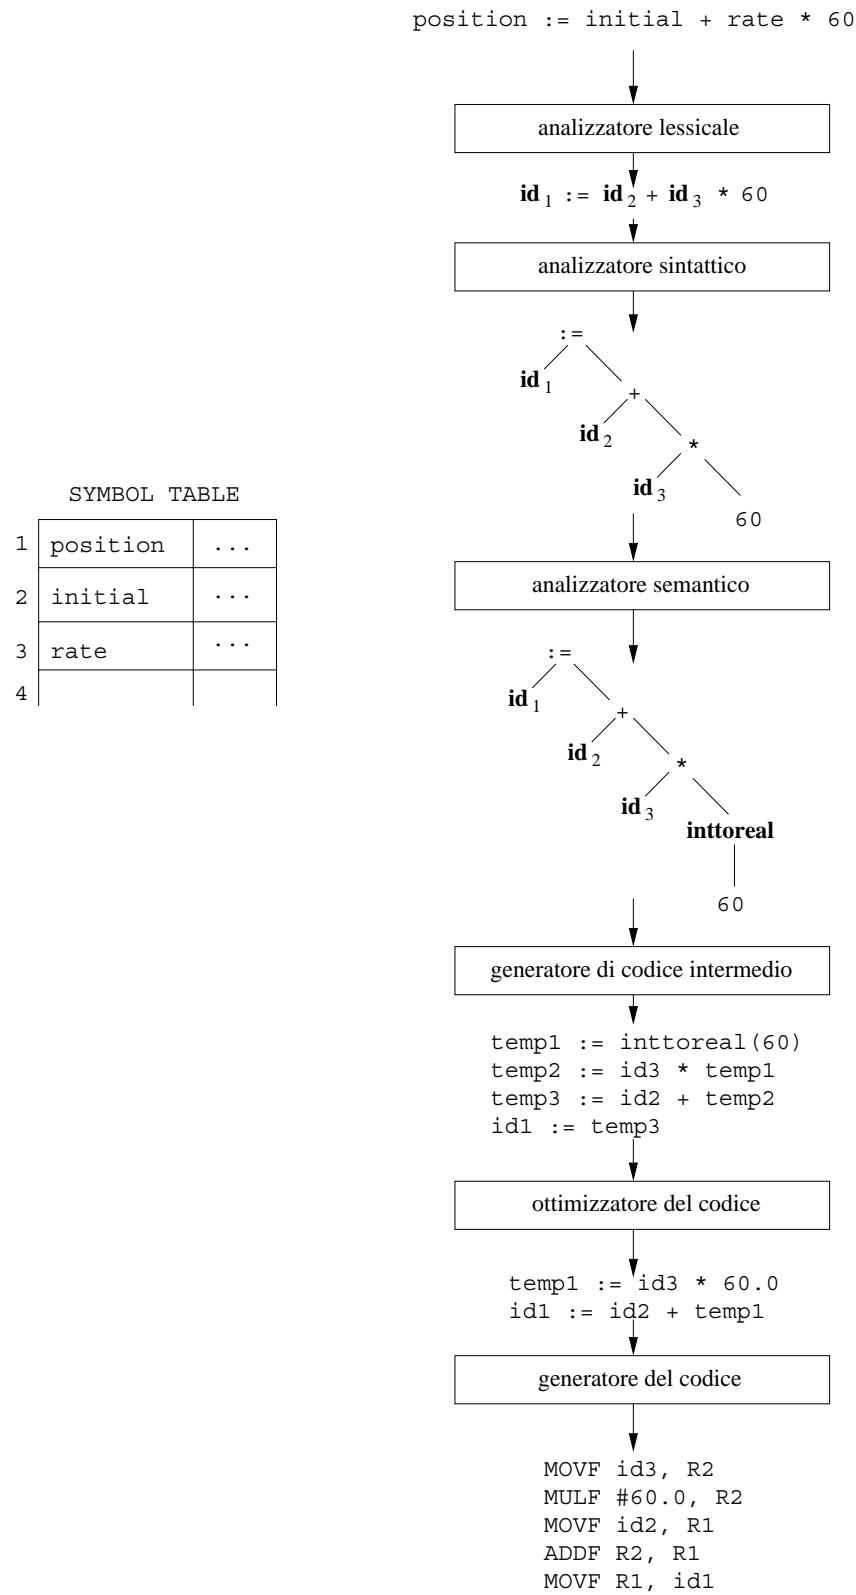 position := initial + rate * 60
analizzatore lessicale
id1 := id2 + id3 * 60
analizzatore sintattico
:=
id1
+
id2
*
id3
60
SYMBOL TABLE
1 position ...
2 initial ...
3 rate ...
4
analizzatore semantico
:=
id1
+
id2
*
id3
inttoreal
60
generatore di codice intermedio
temp1 := inttoreal(60)
temp2 := id3 * temp1
temp3 := id2 + temp2
id1 := temp3
ottimizzatore del codice
temp1 := id3 * 60.0
id1 := id2 + temp1
generatore del codice
MOVF id3, R2
MULF #60.0, R2
MOVF id2, R1
ADDF R2, R1
MOVF R1, id1